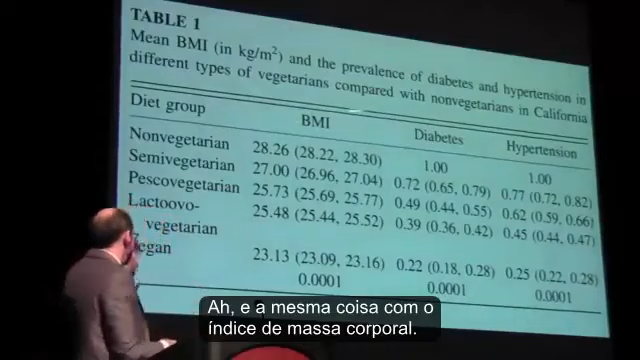 TABLE 1
Mean BMI (in kg/m²) and the prevalence of diabetes and hypertension in
different types of vegetarians compared with nonvegetarians in California
Diet group BMI Diabetes Hypertension
Nonvegetarian 28.26 (28.22, 28.30) 1.00 1.00
Semivegetarian 27.00 (26.96, 27.04) 0.72 (0.65, 0.79) 0.77 (0.72, 0.82)
Pescovegetarian 25.73 (25.69, 25.77) 0.49 (0.44, 0.55) 0.62 (0.59, 0.66)
Lactoovo- 25.48 (25.44, 25.52) 0.39 (0.36, 0.42) 0.45 (0.44, 0.47)
vegetarian
egan 23.13 (23.09, 23.16) 0.22 (0.18, 0.28) 0.25 (0.22, 0.28)
0.0001 0.0001 0.0001
Ah, e a mesma coisa com o
índice de massa corporal.